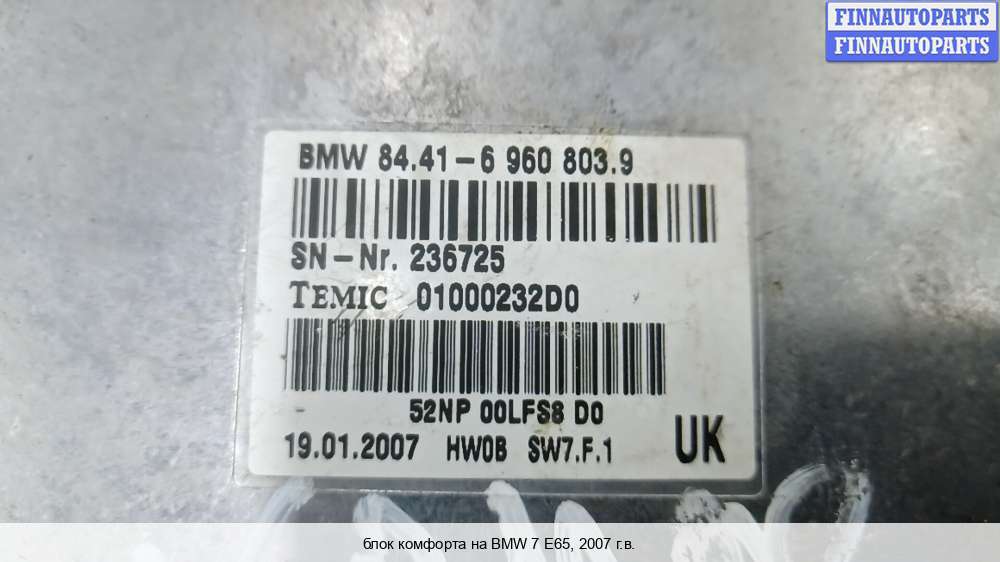 FINNAUTOPARTS
FINNAUTOPARTS
BMW 84.41-6 960 803.9
SN-Nr. 236725
TEMIC 01000232D0
52NP 00LFS8 D0
19.01.2007 HW0B SW7.F.1 UK
блок комфорта на BMW 7 E65, 2007 г.в.